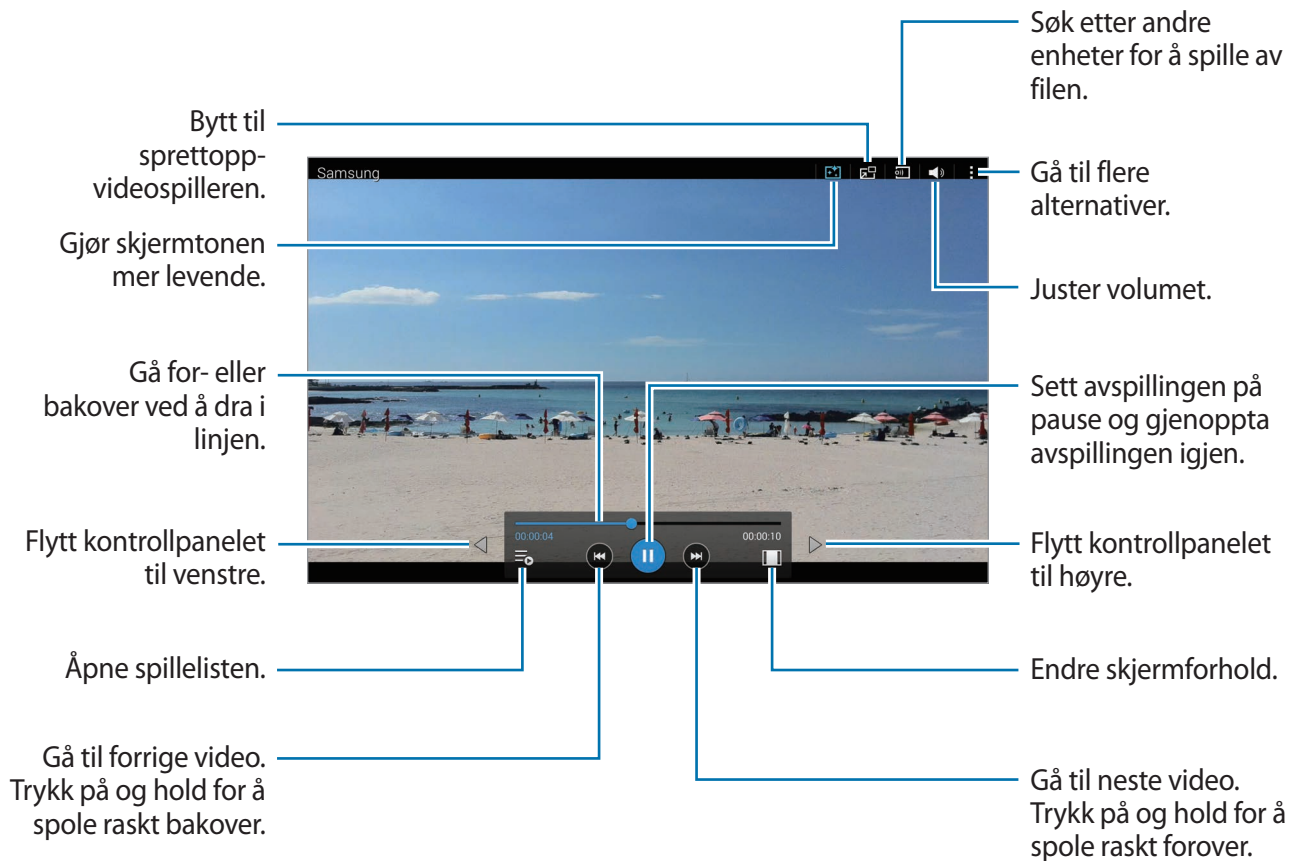 Søk etter andre
enheter for å spille av
filen.
Bytt til
sprettopp-
videospilleren.
Samsung
Gå til flere
alternativer.
Gjør skjermtonen
mer levende.
Juster volumet.
Gå for- eller
bakover ved å dra i
linjen.
Sett avspillingen på
pause og gjenoppta
avspillingen igjen.
00:00:04
00:00:10
Flytt kontrollpanelet
til venstre.
Flytt kontrollpanelet
til høyre.
Åpne spillelisten.
Endre skjermforhold.
Gå til forrige video.
Trykk på og hold for å
spole raskt bakover.
Gå til neste video.
Trykk på og hold for å
spole raskt forover.